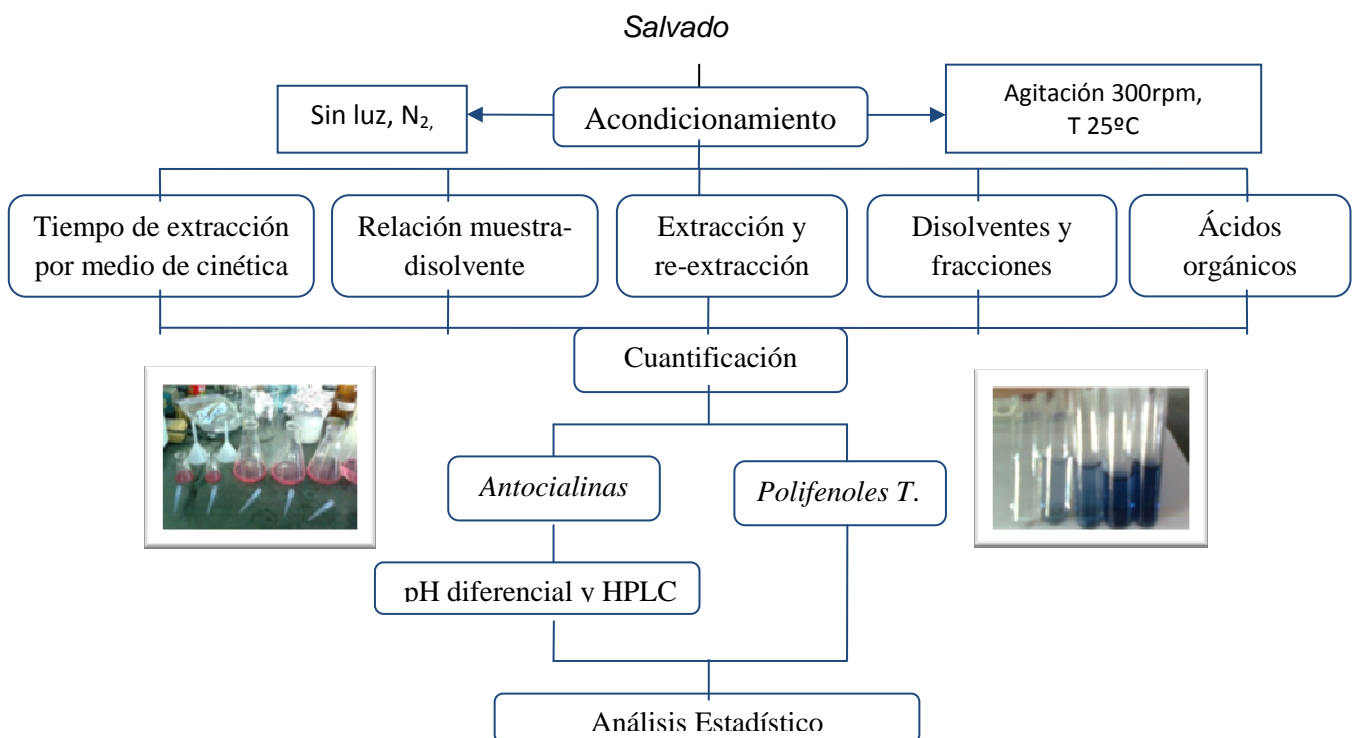 Salvado
Sin luz, N2,
Acondicionamiento
Agitación 300rpm,
T 25ºC
Tiempo de extracción
por medio de cinética
Relación muestra-
disolvente
Extracción y
re-extracción
Disolventes y
fracciones
Ácidos
orgánicos
Cuantificación
Antocialinas
Polifenoles T.
pH diferencial y HPLC
Análisis Estadístico